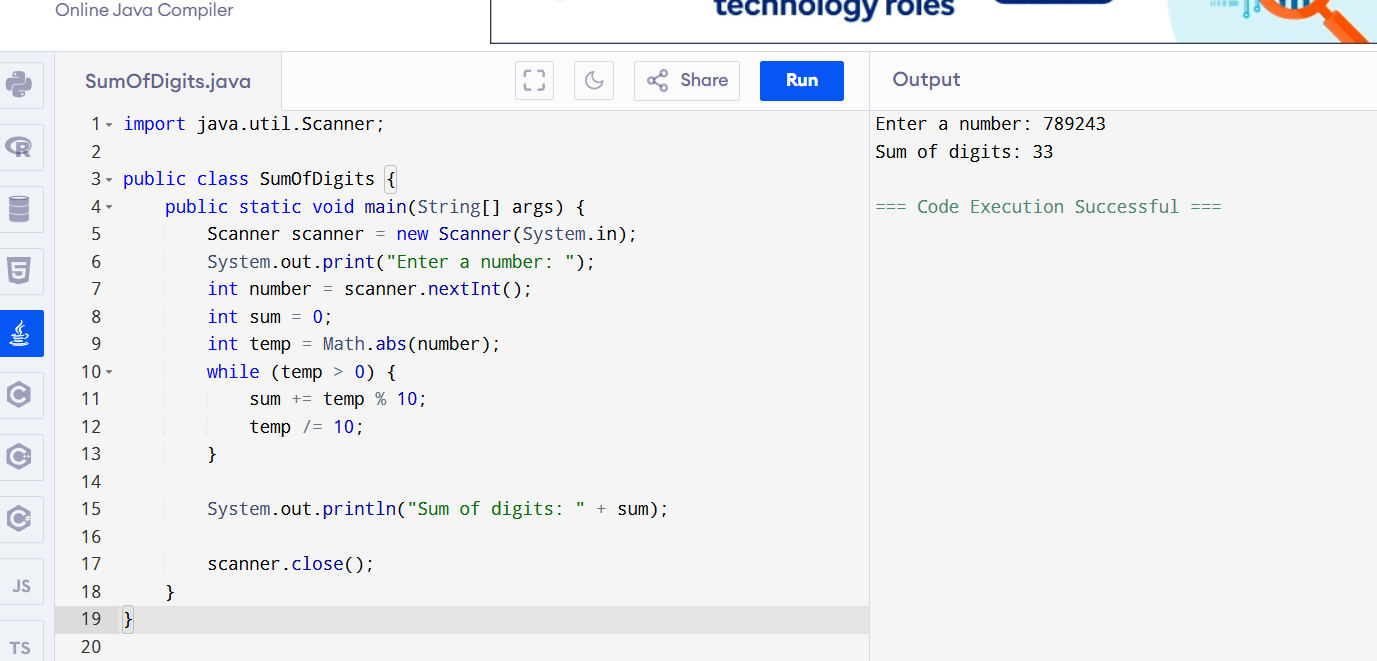 Online Java Compiler
technology roles
SumOfDigits.java
Share
Run
Output
1 import java.util.Scanner;
2
3 public class SumOfDigits {
4 public static void main(String[] args) {
5 Scanner scanner = new Scanner(System.in);
6 System.out.print("Enter a number: ");
7 int number = scanner.nextInt();
8 int sum = 0;
9 int temp = Math.abs(number);
10 while (temp > 0) {
11 sum += temp % 10;
12 temp /= 10;
13 }
14
15 System.out.println("Sum of digits: " + sum);
16
17 scanner.close();
18 }
19 }
20
Enter a number: 789243
Sum of digits: 33
=== Code Execution Successful ===
R
5
C
C
C
JS
TS